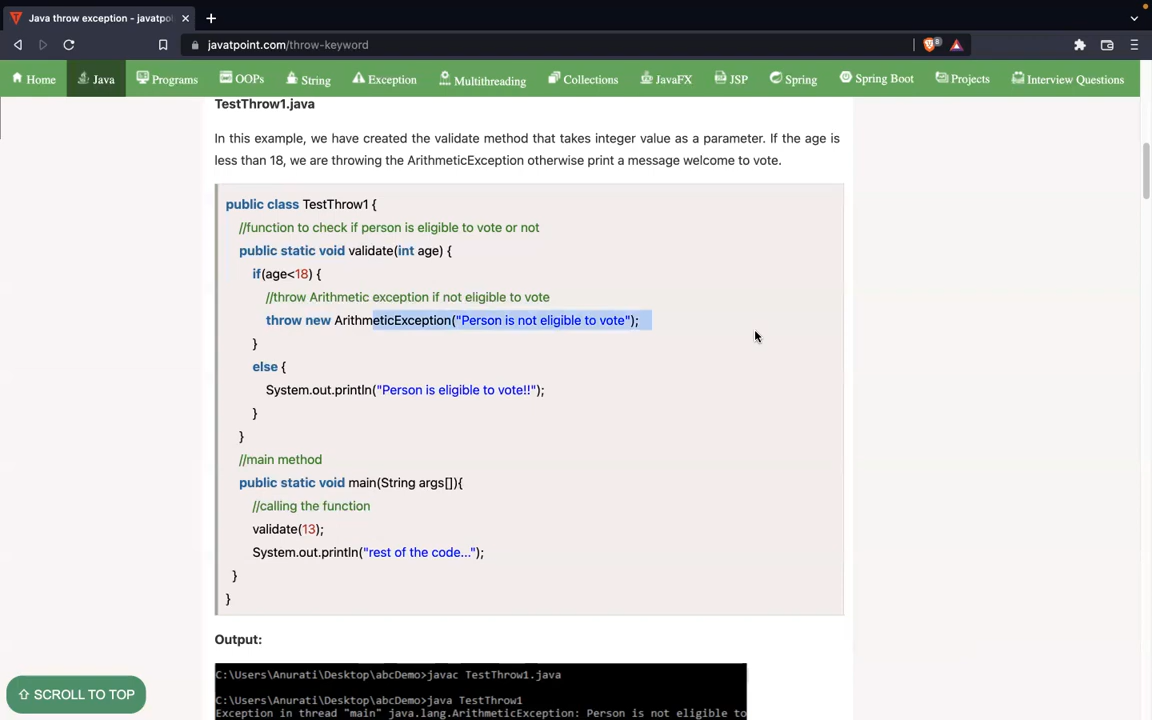 Java throw exception - javatpoi
javatpoint.com/throw-keyword
8
Home Java Programs OOPs String Exception Multithreading Collections JavaFX JSP Spring Spring Boot Projects Interview Questions
TestThrow1.java
In this example, we have created the validate method that takes integer value as a parameter. If the age is
less than 18, we are throwing the ArithmeticException otherwise print a message welcome to vote.
public class TestThrow1 {
//function to check if person is eligible to vote or not
public static void validate(int age) {
if(age<18) {
//throw Arithmetic exception if not eligible to vote
throw new ArithmeticException("Person is not eligible to vote");
}
else {
System.out.println("Person is eligible to vote!!");
}
}
//main method
public static void main(String args[]){
//calling the function
validate(13);
System.out.println("rest of the code...");
}
}
Output:
C:\Users\Anurati\Desktop\abcDemo>javac TestThrow1.java
C:\Users\Anurati\Desktop\abcDemo>java TestThrow1
Exception in thread "main" java.lang.ArithmeticException: Person is not eligible to
SCROLL TO TOP